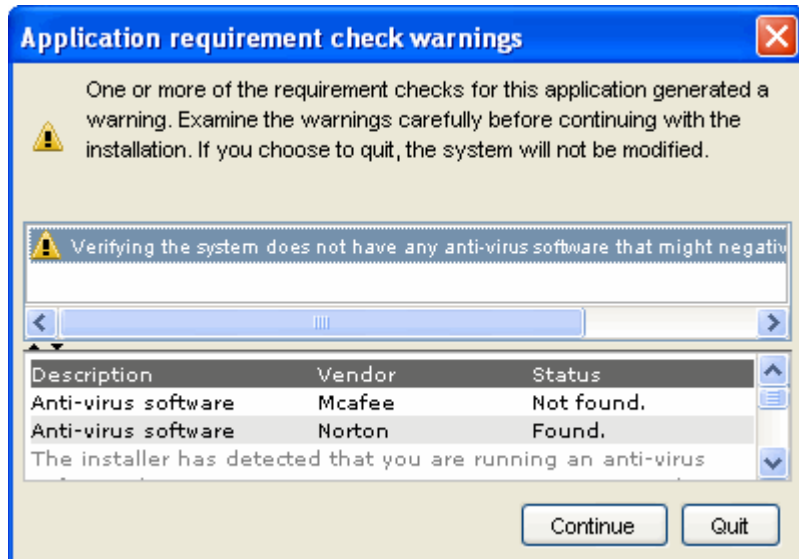 Application requirement check warnings
One or more of the requirement checks for this application generated a
warning. Examine the warnings carefully before continuing with the
installation. If you choose to quit, the system will not be modified.
Verifying the system does not have any anti-virus software that might negativ
Description Vendor Status
Anti-virus software Mcafee Not found.
Anti-virus software Norton Found.
The installer has detected that you are running an anti-virus
Continue Quit